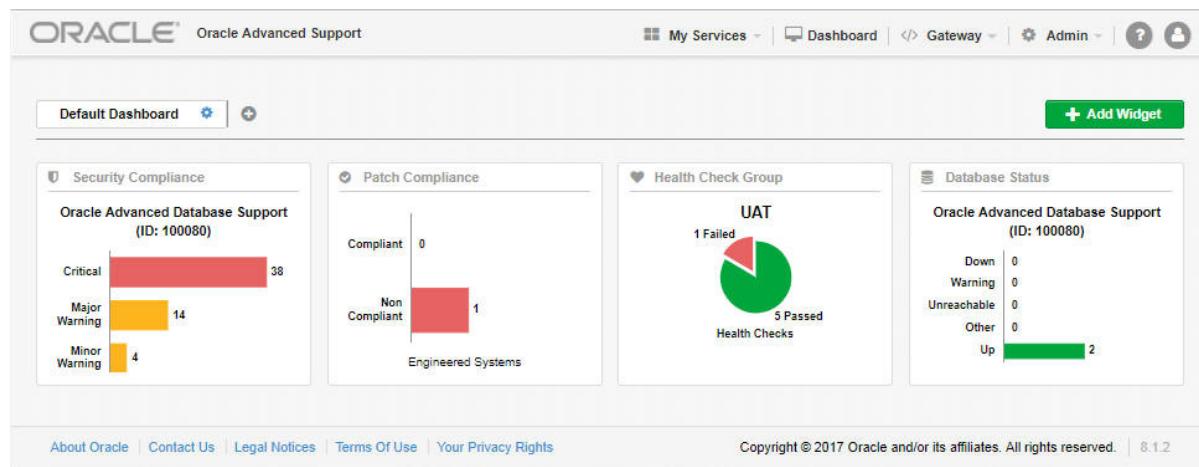 ORACLE® Oracle Advanced Support
My Services
Dashboard
</> Gateway
Admin
?
Default Dashboard
+ Add Widget
Security Compliance
Oracle Advanced Database Support
(ID: 100080)
Critical 38
Major
Warning 14
Minor
Warning 4
Patch Compliance
Compliant 0
Non
Compliant 1
Engineered Systems
Health Check Group
UAT
1 Failed
5 Passed
Health Checks
Database Status
Oracle Advanced Database Support
(ID: 100080)
Down 0
Warning 0
Unreachable 0
Other 0
Up 2
About Oracle | Contact Us | Legal Notices | Terms Of Use | Your Privacy Rights
Copyright © 2017 Oracle and/or its affiliates. All rights reserved. | 8.1.2